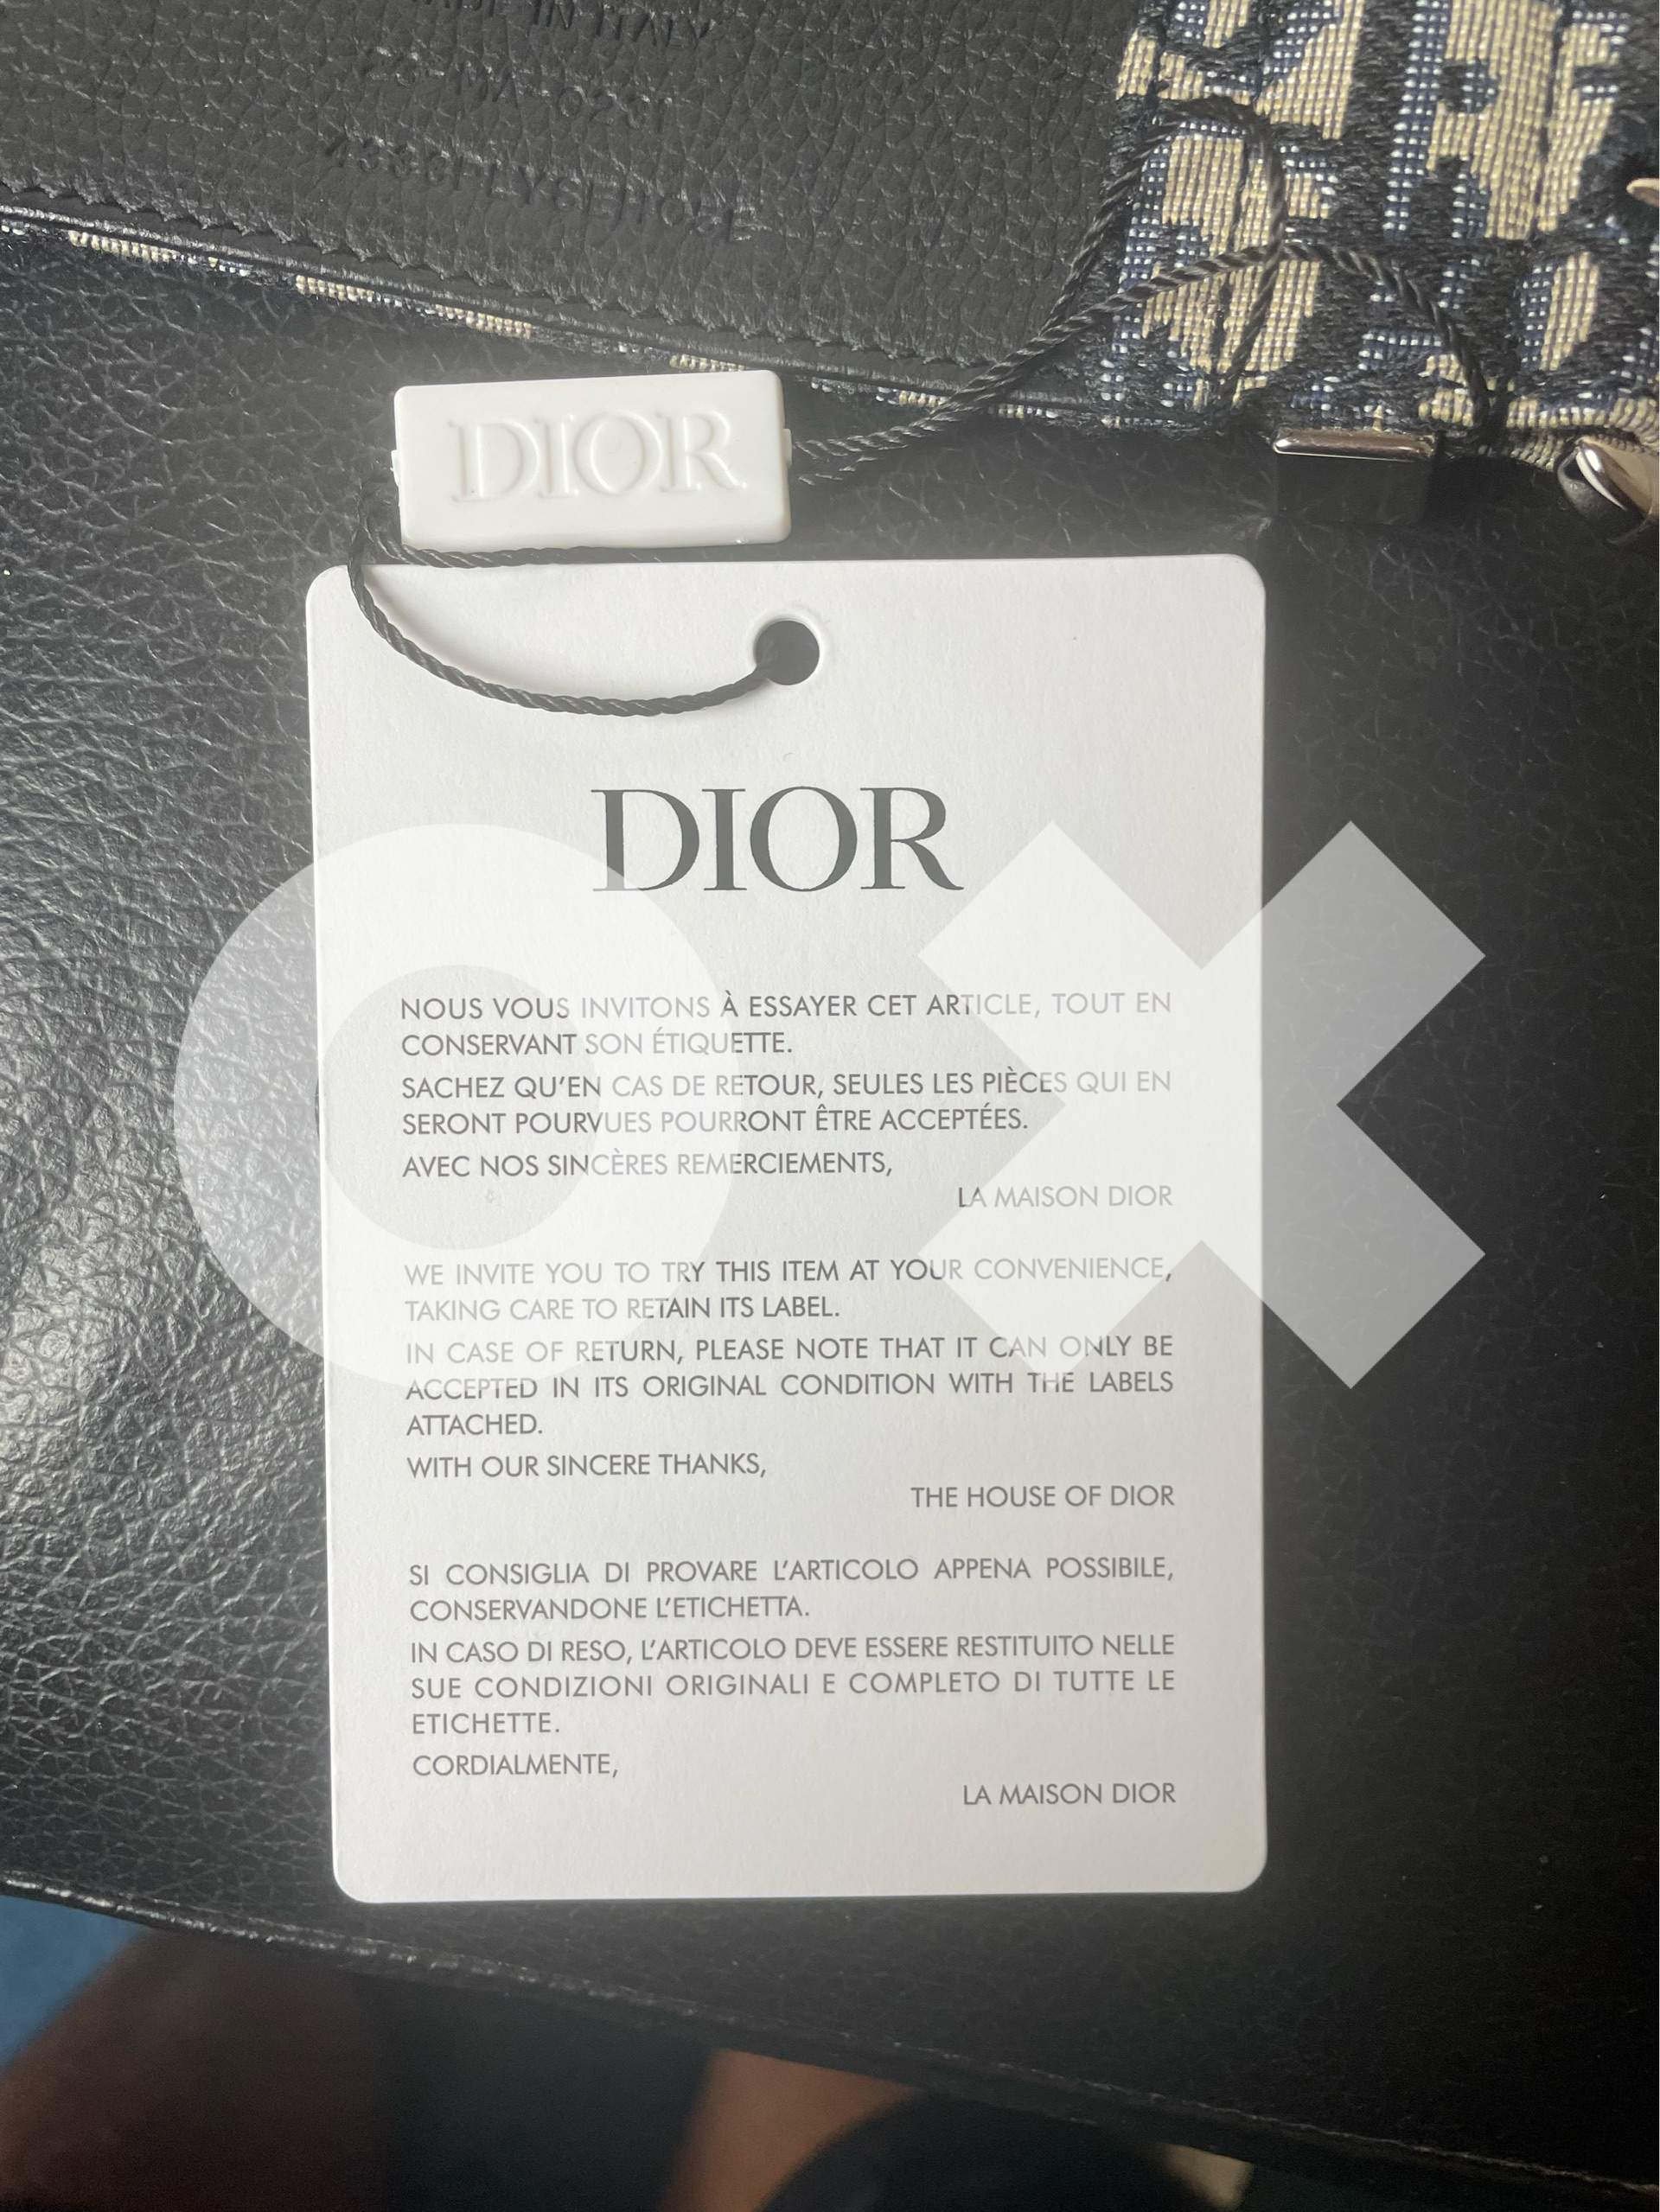 MADE IN ITALY
DIOR
DIOR
NOUS VOUS INVITONS À ESSAYER CET ARTICLE, TOUT EN
CONSERVANT SON ÉTIQUETTE.
SACHEZ QU'EN CAS DE RETOUR, SEULES LES PIÈCES QUI EN
SERONT POURVUES POURRONT ÊTRE ACCEPTÉES.
AVEC NOS SINCÈRES REMERCIEMENTS,
LA MAISON DIOR
WE INVITE YOU TO TRY THIS ITEM AT YOUR CONVENIENCE,
TAKING CARE TO RETAIN ITS LABEL.
IN CASE OF RETURN, PLEASE NOTE THAT IT CAN ONLY BE
ACCEPTED IN ITS ORIGINAL CONDITION WITH THE LABELS
ATTACHED.
WITH OUR SINCERE THANKS,
THE HOUSE OF DIOR
SI CONSIGLIA DI PROVARE L'ARTICOLO APPENA POSSIBILE,
CONSERVANDONE L'ETICHETTA.
IN CASO DI RESO, L'ARTICOLO DEVE ESSERE RESTITUITO NELLE
SUE CONDIZIONI ORIGINALI E COMPLETO DI TUTTE LE
ETICHETTE.
CORDIALMENTE,
LA MAISON DIOR